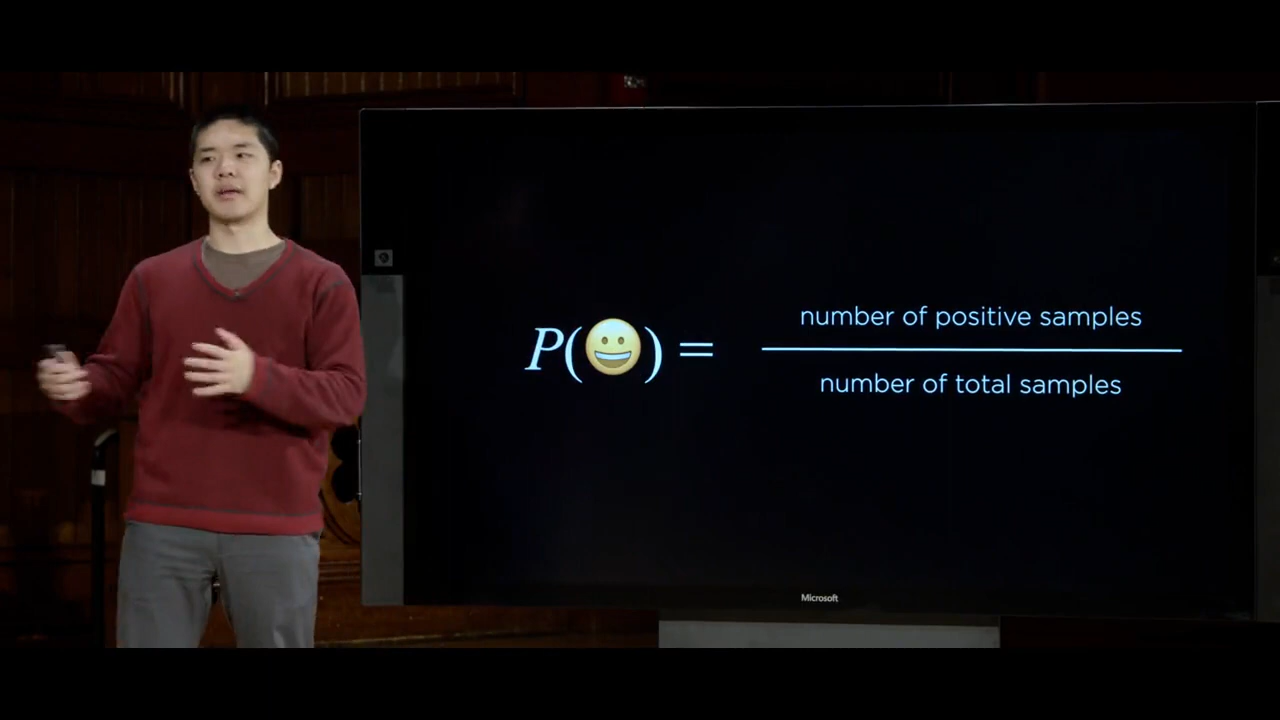 P(😀) =
number of positive samples
number of total samples
Microsoft